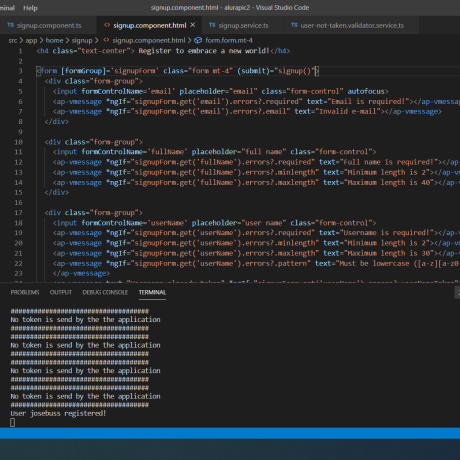 minal Help
signup.component.html - alurapic2 - Visual Studio Code
signup.component.ts
signup.component.html
signup.service.ts
user-not-taken.validator.service.ts
src > app > home > signup > signup.component.html > form.form.mt-4
1 <h4 class="text-center"> Register to embrace a new world!</h4>
2
3 <form [formGroup]='signupForm' class="form mt-4" (submit)="signup()">
4 <div class="form-group">
5 <input formControlName='email' placeholder="email" class="form-control" autofocus>
6 <ap-vmessage *ngIf="signupForm.get('email').errors?.required" text="Email is required!"></ap-vmessa
7 <ap-vmessage *ngIf="signupForm.get('email').errors?.email" text="Invalid e-mail"></ap-vmessage>
8 </div>
9
10 <div class="form-group">
11 <input formControlName='fullName' placeholder="full name" class="form-control">
12 <ap-vmessage *ngIf="signupForm.get('fullName').errors?.required" text="Full name is required!"></ap
13 <ap-vmessage *ngIf="signupForm.get('fullName').errors?.minlength" text="Minimum length is 2"></ap-v
14 <ap-vmessage *ngIf="signupForm.get('fullName').errors?.maxlength" text="Maximum length is 40"></ap-
15 </div>
16
17 <div class="form-group">
18 <input formControlName='userName' placeholder="user name" class="form-control">
19 <ap-vmessage *ngIf="signupForm.get('userName').errors?.required" text="Username is required!"></ap-
20 <ap-vmessage *ngIf="signupForm.get('userName').errors?.minlength" text="Minimum length is 2"></ap-v
21 <ap-vmessage *ngIf="signupForm.get('userName').errors?.maxlength" text="Maximum length is 30"></ap-
22 <ap-vmessage *ngIf="signupForm.get('userName').errors?.pattern" text="Must be lowercase ([a-z][a-z0
23 </ap-vmessage>
PROBLEMS OUTPUT DEBUG CONSOLE TERMINAL
####################################
No token is send by the the application
####################################
####################################
No token is send by the the application
####################################
####################################
No token is send by the the application
####################################
####################################
No token is send by the the application
####################################
User josebuss registered!